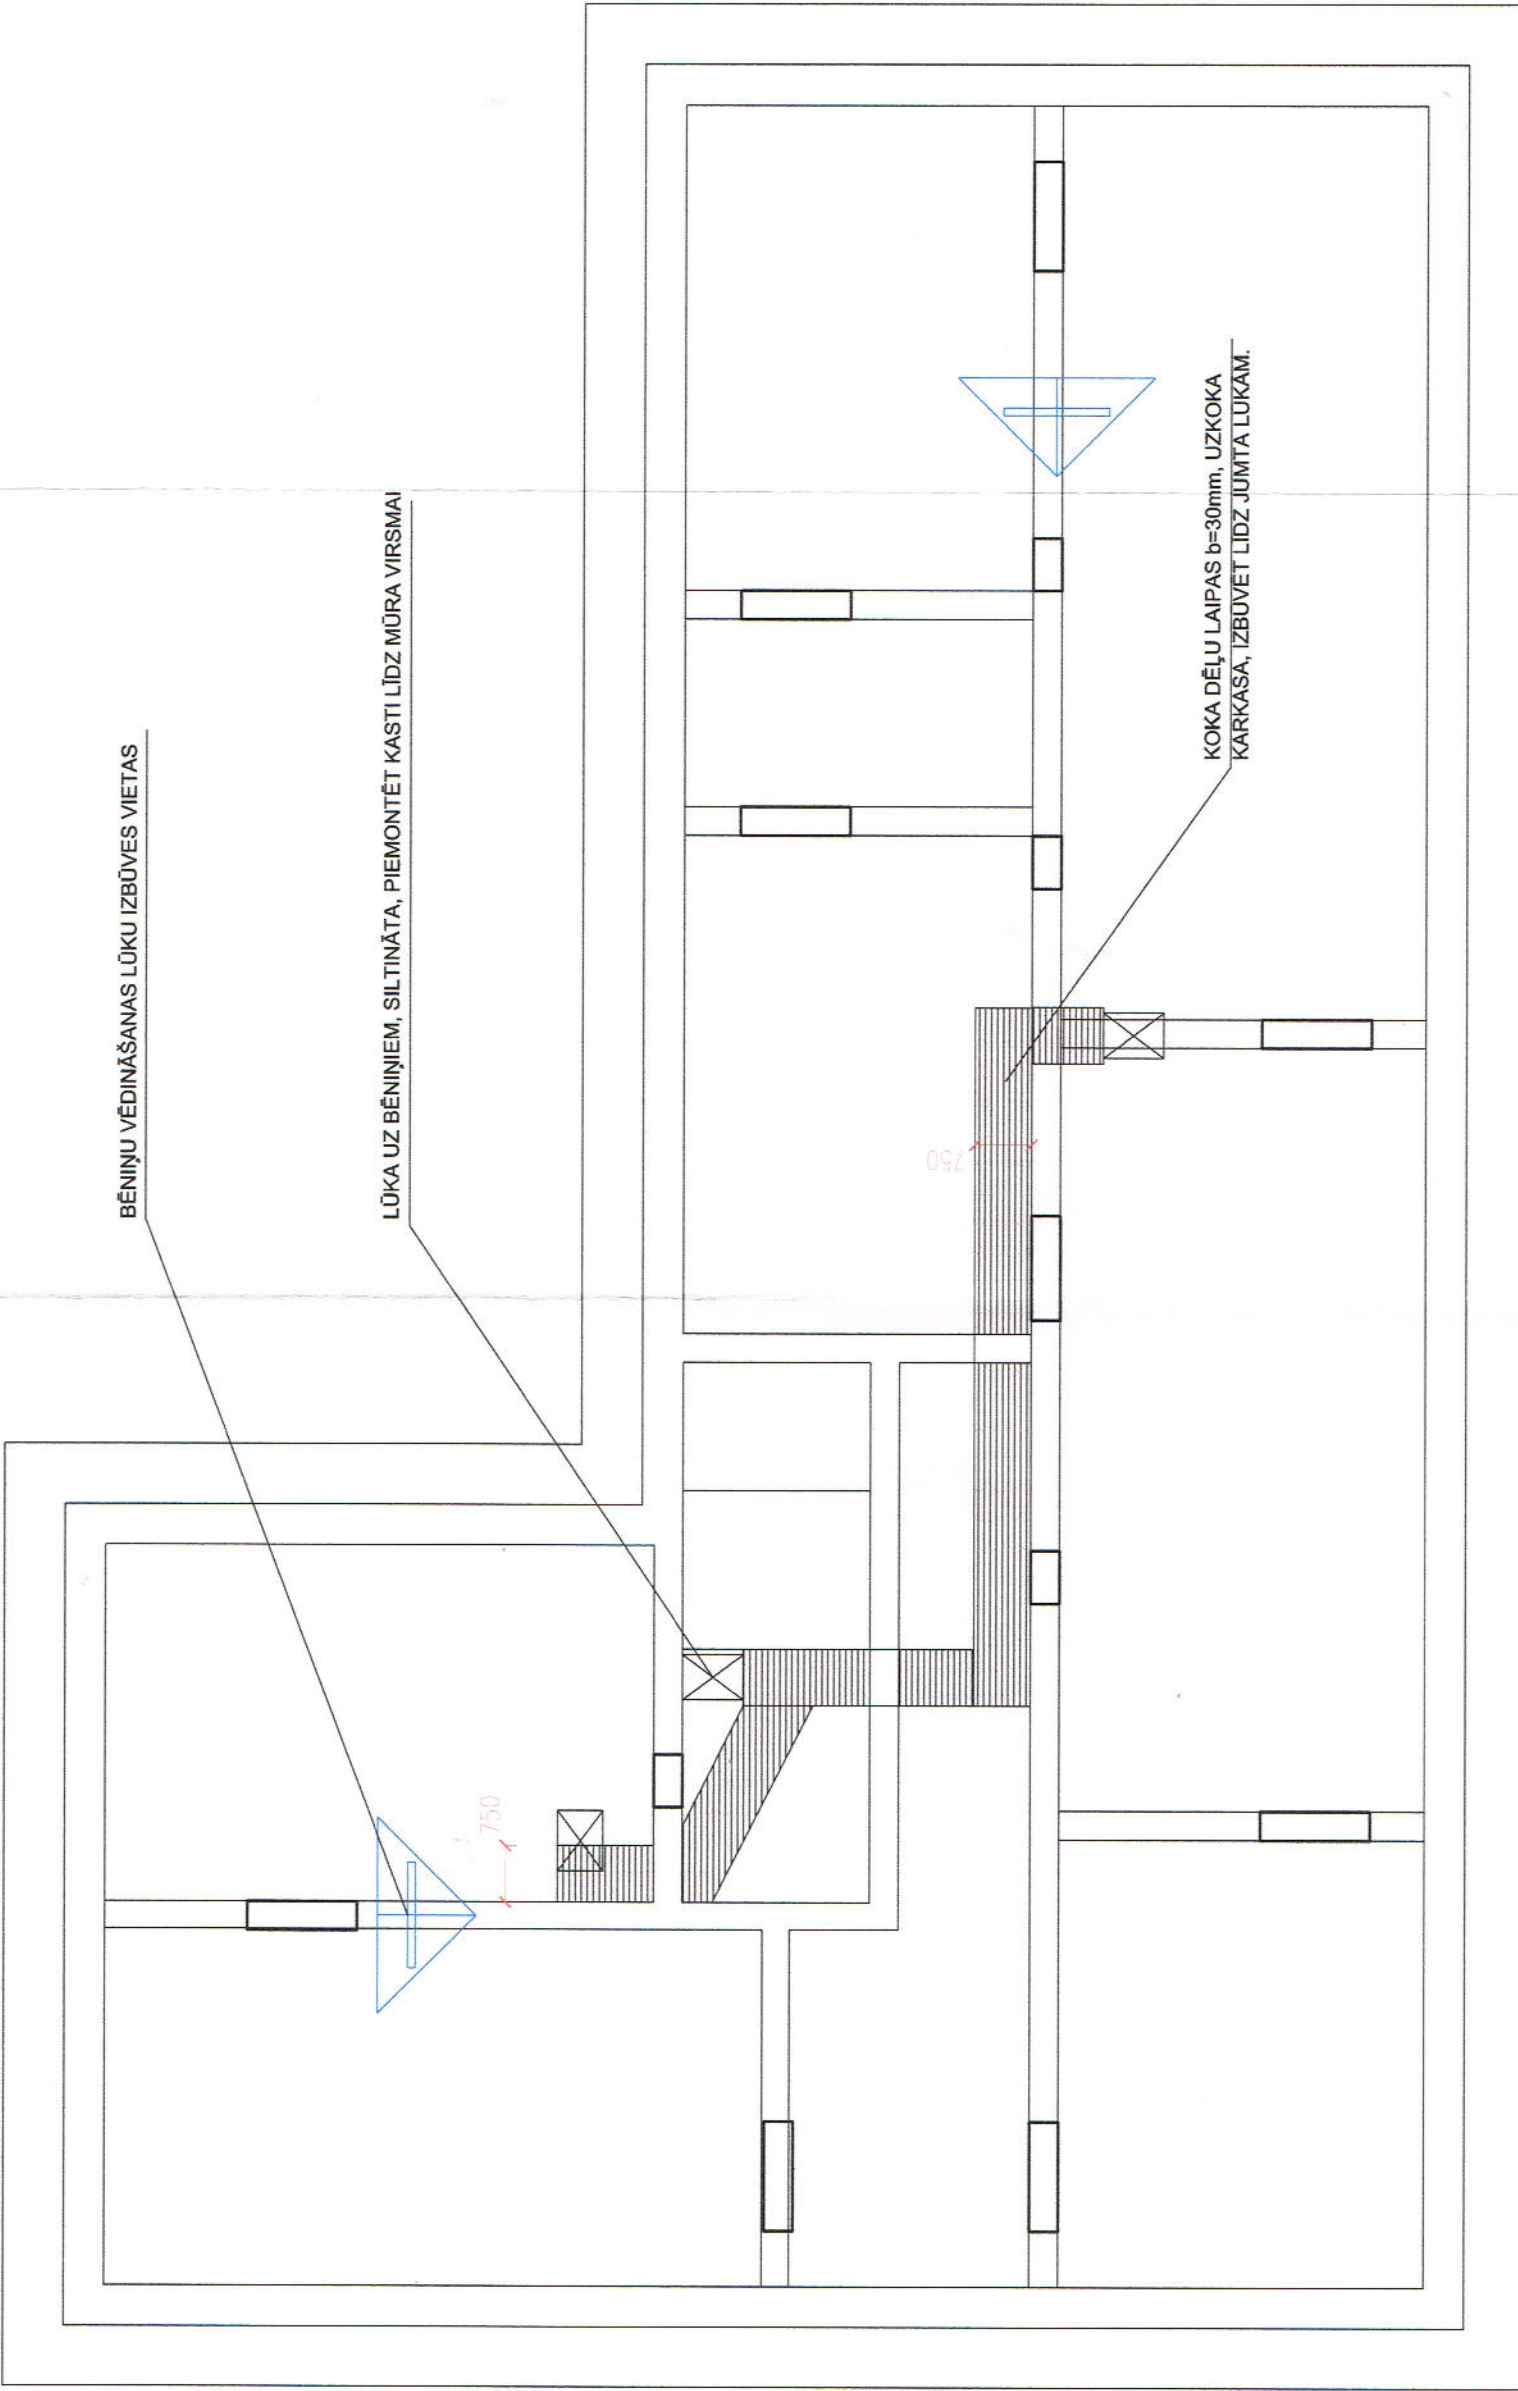 BĒNIŅU VĒDINĀŠANAS LŪKU IZBŪVES VIETAS
LŪKA UZ BĒNIŅIEM, SILTINĀTA, PIEMONTĒT KASTI LĪDZ MŪRA VIRSMAI
KOKA DĒĻU LAIPAS b=30mm, UZKOKA
KARKASA, IZBŪVĒT LĪDZ JUMTA LŪKĀM.
750
750